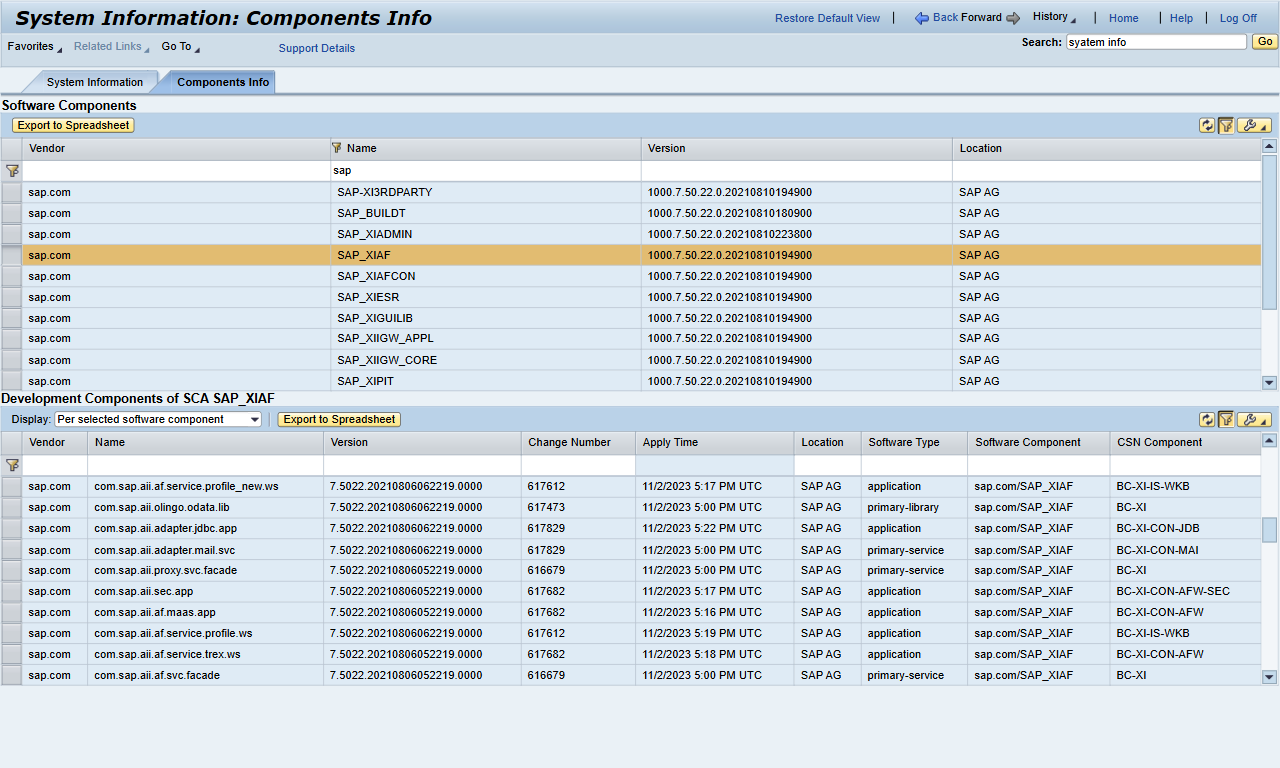 System Information: Components Info
Restore Default View | Back Forward History | Home | Help | Log Off
Favorites Related Links Go To Support Details
Search: syatem info Go
System Information Components Info
Software Components
Export to Spreadsheet
Vendor Name Version Location
sap
sap.com SAP-XI3RDPARTY 1000.7.50.22.0.20210810194900 SAP AG
sap.com SAP_BUILDT 1000.7.50.22.0.20210810180900 SAP AG
sap.com SAP_XIADMIN 1000.7.50.22.0.20210810223800 SAP AG
sap.com SAP_XIAF 1000.7.50.22.0.20210810194900 SAP AG
sap.com SAP_XIAFCON 1000.7.50.22.0.20210810194900 SAP AG
sap.com SAP_XIESR 1000.7.50.22.0.20210810194900 SAP AG
sap.com SAP_XIGUILIB 1000.7.50.22.0.20210810194900 SAP AG
sap.com SAP_XIIGW_APPL 1000.7.50.22.0.20210810194900 SAP AG
sap.com SAP_XIIGW_CORE 1000.7.50.22.0.20210810194900 SAP AG
sap.com SAP_XIPIT 1000.7.50.22.0.20210810194900 SAP AG
Development Components of SCA SAP_XIAF
Display: Per selected software component Export to Spreadsheet
Vendor Name Version Change Number Apply Time Location Software Type Software Component CSN Component
sap.com com.sap.aii.af.service.profile_new.ws 7.5022.20210806062219.0000 617612 11/2/2023 5:17 PM UTC SAP AG application sap.com/SAP_XIAF BC-XI-IS-WKB
sap.com com.sap.aii.olingo.odata.lib 7.5022.20210806062219.0000 617473 11/2/2023 5:00 PM UTC SAP AG primary-library sap.com/SAP_XIAF BC-XI
sap.com com.sap.aii.adapter.jdbc.app 7.5022.20210806062219.0000 617829 11/2/2023 5:22 PM UTC SAP AG application sap.com/SAP_XIAF BC-XI-CON-JDB
sap.com com.sap.aii.adapter.mail.svc 7.5022.20210806062219.0000 617829 11/2/2023 5:00 PM UTC SAP AG primary-service sap.com/SAP_XIAF BC-XI-CON-MAI
sap.com com.sap.aii.proxy.svc.facade 7.5022.20210806052219.0000 616679 11/2/2023 5:00 PM UTC SAP AG primary-service sap.com/SAP_XIAF BC-XI
sap.com com.sap.aii.sec.app 7.5022.20210806062219.0000 617682 11/2/2023 5:17 PM UTC SAP AG application sap.com/SAP_XIAF BC-XI-CON-AFW-SEC
sap.com com.sap.aii.af.maas.app 7.5022.20210806052219.0000 617682 11/2/2023 5:16 PM UTC SAP AG application sap.com/SAP_XIAF BC-XI-CON-AFW
sap.com com.sap.aii.af.service.profile.ws 7.5022.20210806062219.0000 617612 11/2/2023 5:19 PM UTC SAP AG application sap.com/SAP_XIAF BC-XI-IS-WKB
sap.com com.sap.aii.af.service.trex.ws 7.5022.20210806052219.0000 617682 11/2/2023 5:18 PM UTC SAP AG application sap.com/SAP_XIAF BC-XI-CON-AFW
sap.com com.sap.aii.af.svc.facade 7.5022.20210806052219.0000 616679 11/2/2023 5:00 PM UTC SAP AG primary-service sap.com/SAP_XIAF BC-XI